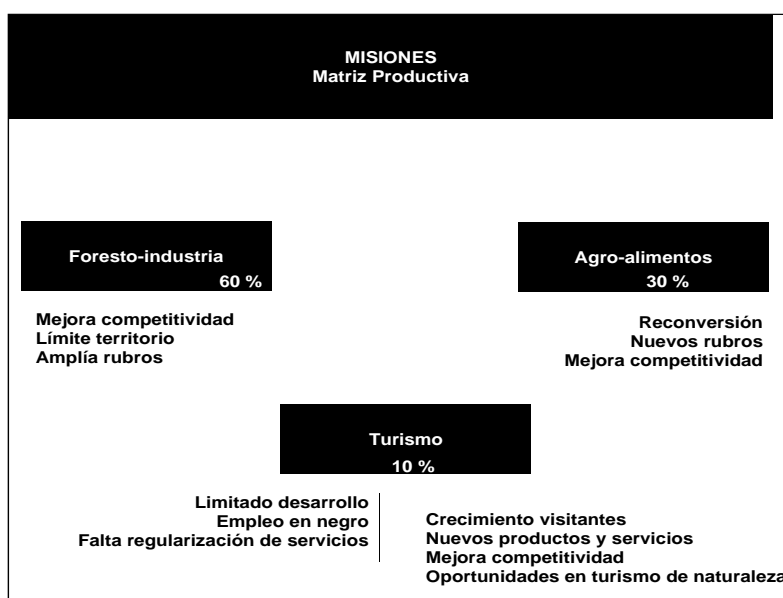 MISIONES
Matriz Productiva
Foresto-industria
60 %
Agro-alimentos
30 %
Mejora competitividad
Límite territorio
Amplía rubros
Reconversión
Nuevos rubros
Mejora competitividad
Turismo
10 %
Limitado desarrollo
Empleo en negro
Falta regularización de servicios
Crecimiento visitantes
Nuevos productos y servicios
Mejora competitividad
Oportunidades en turismo de naturaleza